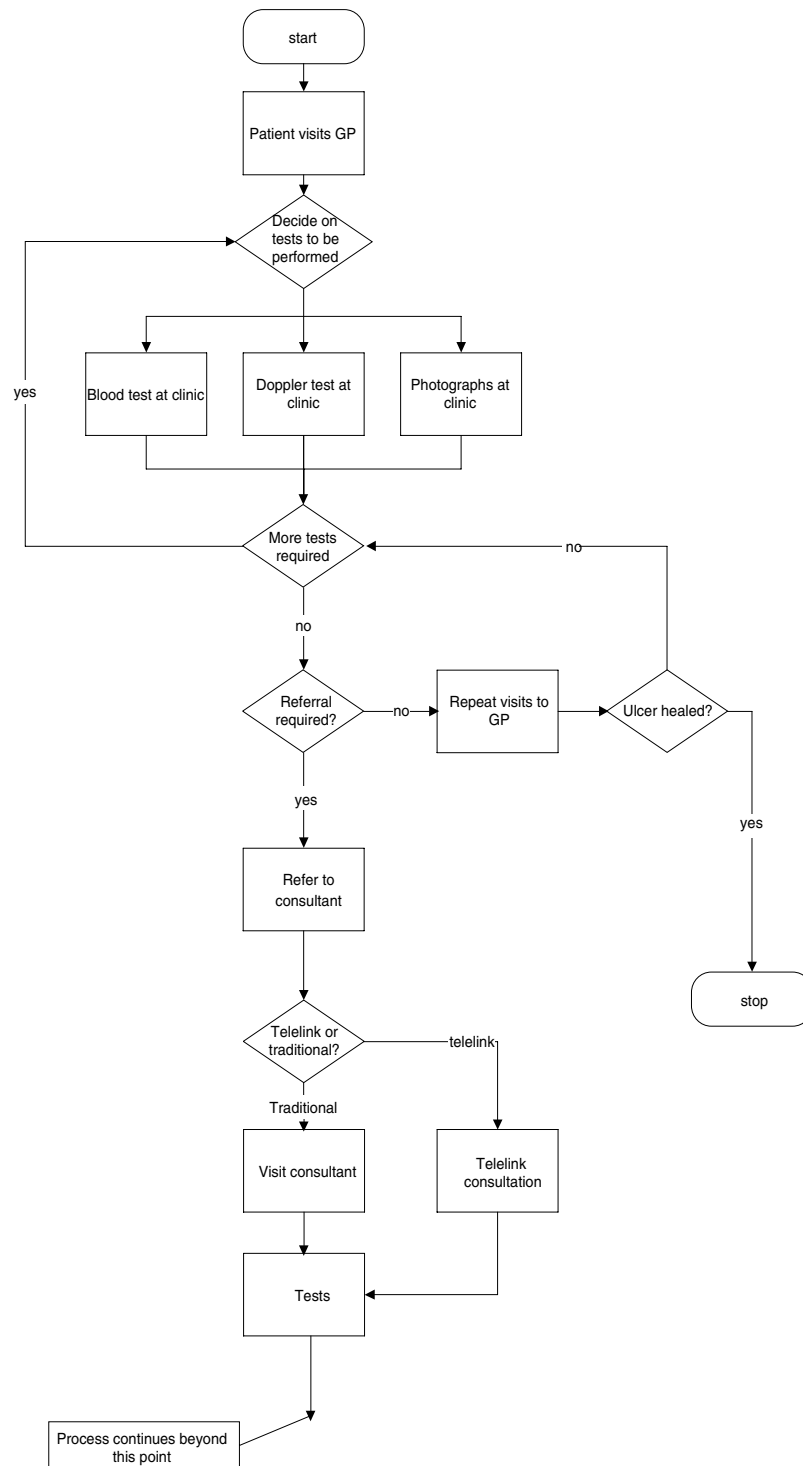 start
Patient visits GP
Decide on
tests to be
performed
yes
Blood test at clinic
Doppler test at
clinic
Photographs at
clinic
More tests
required
no
no
Referral
required?
no
Repeat visits to
GP
Ulcer healed?
yes
yes
Refer to
consultant
stop
Telelink or
traditional?
telelink
Traditional
Visit consultant
Telelink
consultation
Tests
Process continues beyond
this point